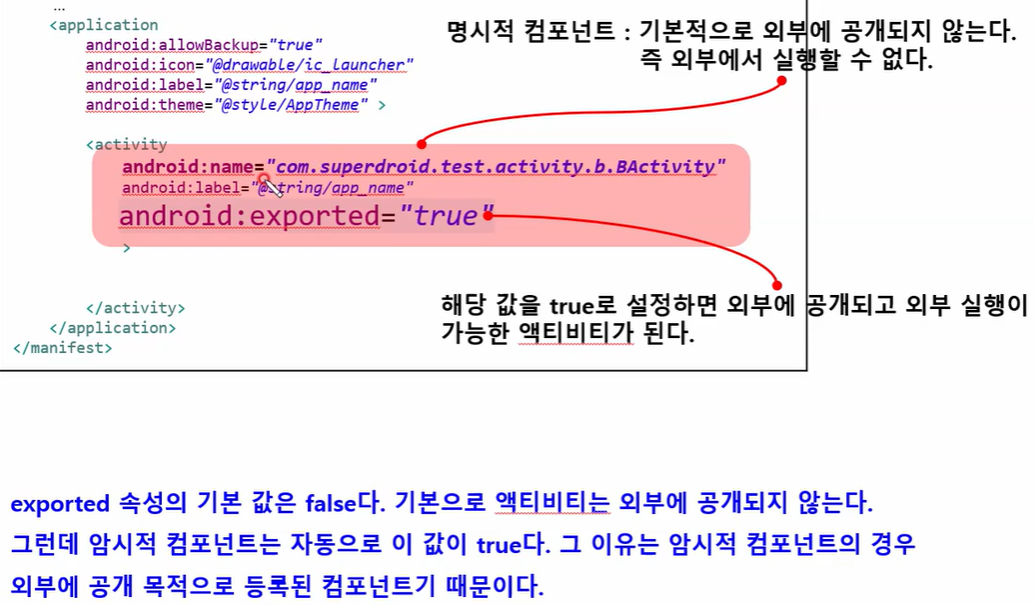 ...
<application
android:allowBackup="true"
android:icon="@drawable/ic_launcher"
android:label="@string/app_name"
android:theme="@style/AppTheme" >
명시적 컴포넌트 : 기본적으로 외부에 공개되지 않는다.
즉 외부에서 실행할 수 없다.
<activity
android:name="com.superdroid.test.activity.b.BActivity"
android:label="@string/app_name"
android:exported="true"
>
해당 값을 true로 설정하면 외부에 공개되고 외부 실행이
가능한 액티비티가 된다.
</activity>
</application>
</manifest>
exported 속성의 기본 값은 false다. 기본으로 액티비티는 외부에 공개되지 않는다.
그런데 암시적 컴포넌트는 자동으로 이 값이 true다. 그 이유는 암시적 컴포넌트의 경우
외부에 공개 목적으로 등록된 컴포넌트기 때문이다.